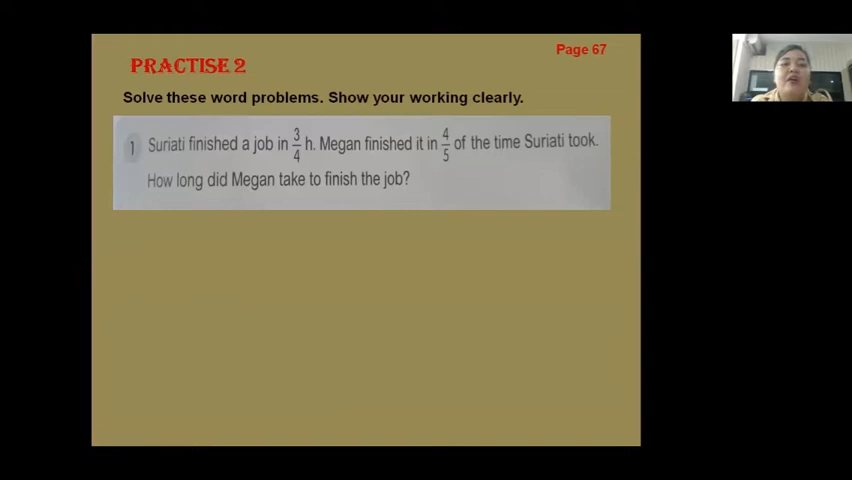 Page 67
PRACTISE 2
Solve these word problems. Show your working clearly.
1 Suriati finished a job in 3/4 h. Megan finished it in 4/5 of the time Suriati took.
How long did Megan take to finish the job?